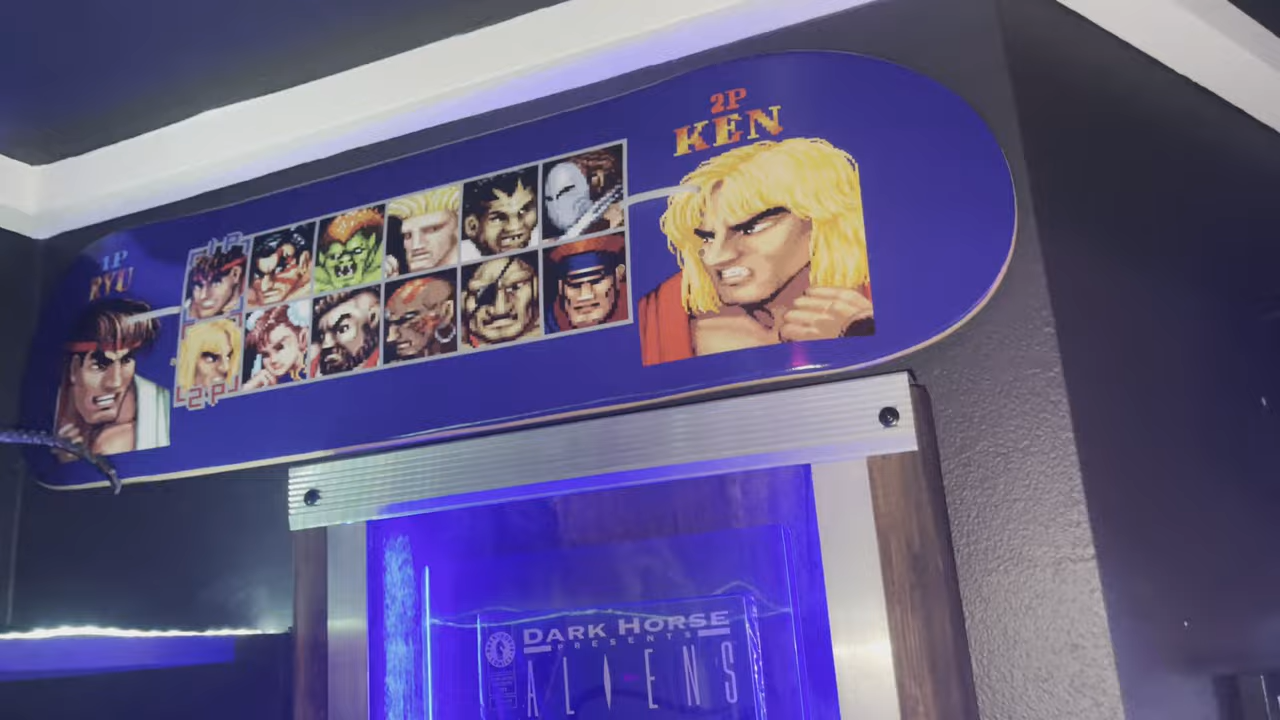 2P
KEN
1P
RYU
1P
2P
DARK HORSE
PRESENTS
ALIENS